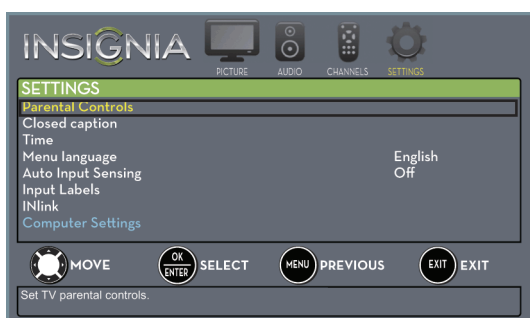 INSIGNIA
PICTURE AUDIO CHANNELS SETTINGS
SETTINGS
Parental Controls
Closed caption
Time
Menu language English
Auto Input Sensing Off
Input Labels
INlink
Computer Settings
MOVE OK ENTER SELECT MENU PREVIOUS EXIT EXIT
Set TV parental controls.